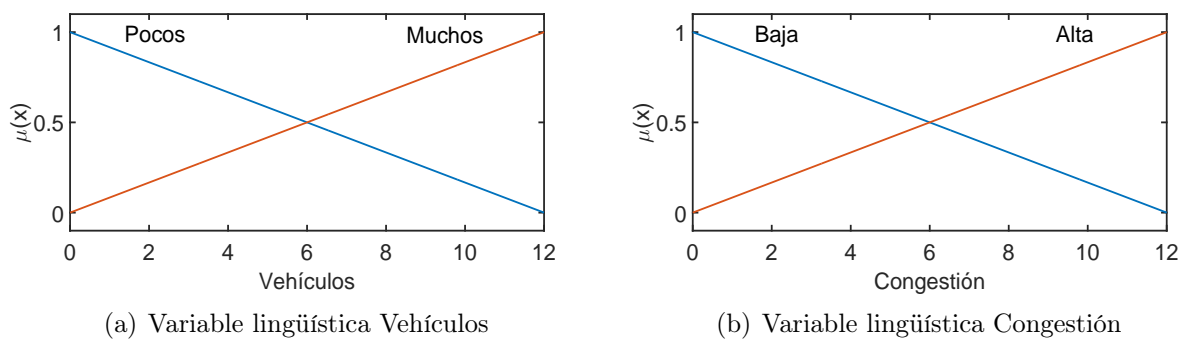 Pocos Muchos
1
0.5
0
μ(x)
0 2 4 6 8 10 12
Vehículos
(a) Variable lingüística Vehículos
Baja Alta
1
0.5
0
μ(x)
0 2 4 6 8 10 12
Congestión
(b) Variable lingüística Congestión